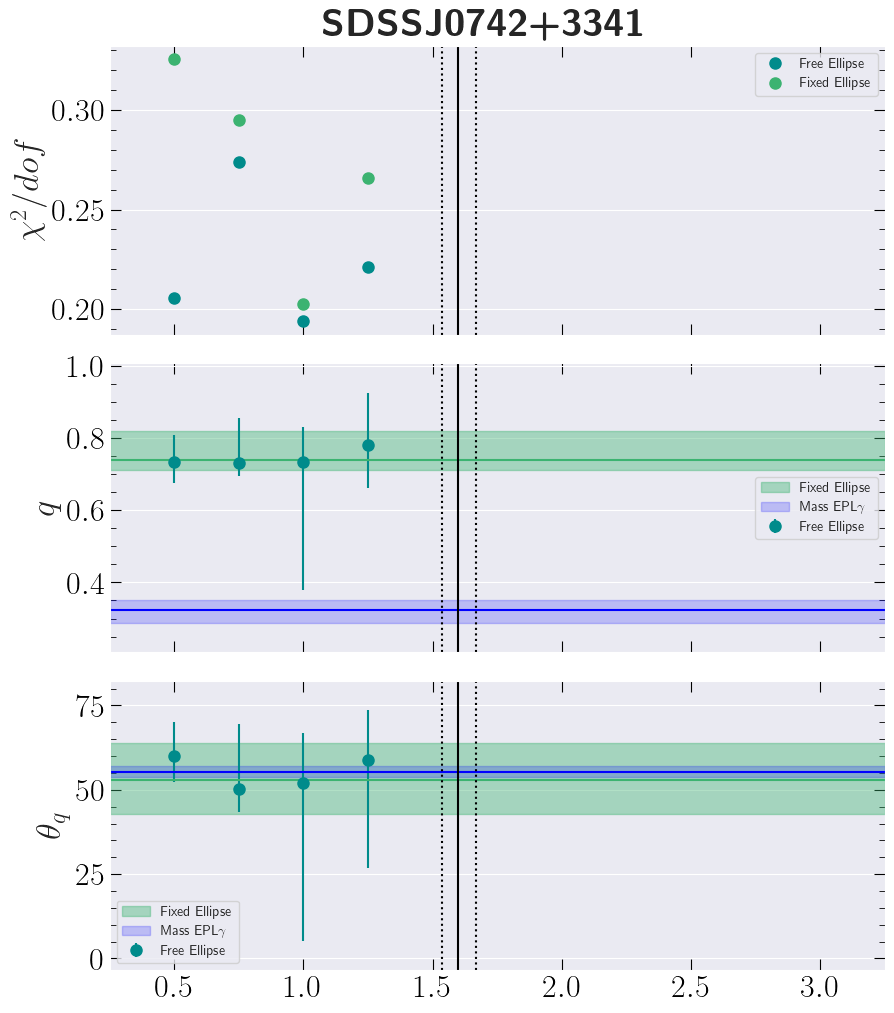 SDSSJ0742+3341
χ²/dof
0.30
0.25
0.20
Free Ellipse
Fixed Ellipse
q
1.0
0.8
0.6
0.4
Fixed Ellipse
Mass EPLγ
Free Ellipse
θ_q
75
50
25
0
Fixed Ellipse
Mass EPLγ
Free Ellipse
0.5 1.0 1.5 2.0 2.5 3.0